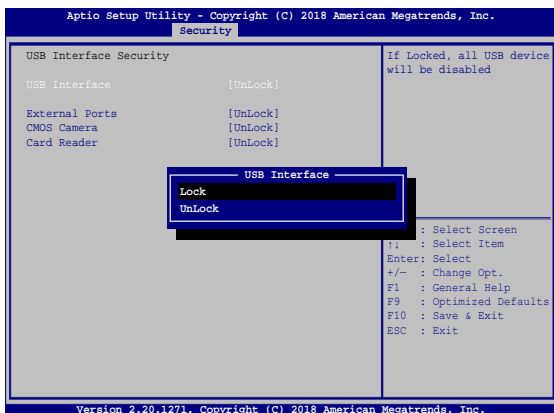 Aptio Setup Utility - Copyright (C) 2018 American Megatrends, Inc.
Security
USB Interface Security
USB Interface [UnLock]
External Ports [UnLock]
CMOS Camera [UnLock]
Card Reader [UnLock]
USB Interface
Lock
UnLock
If Locked, all USB device
will be disabled
: Select Screen
↑↓ : Select Item
Enter: Select
+/— : Change Opt.
F1 : General Help
F9 : Optimized Defaults
F10 : Save & Exit
ESC : Exit
Version 2.20.1271. Copyright (C) 2018 American Megatrends, Inc.